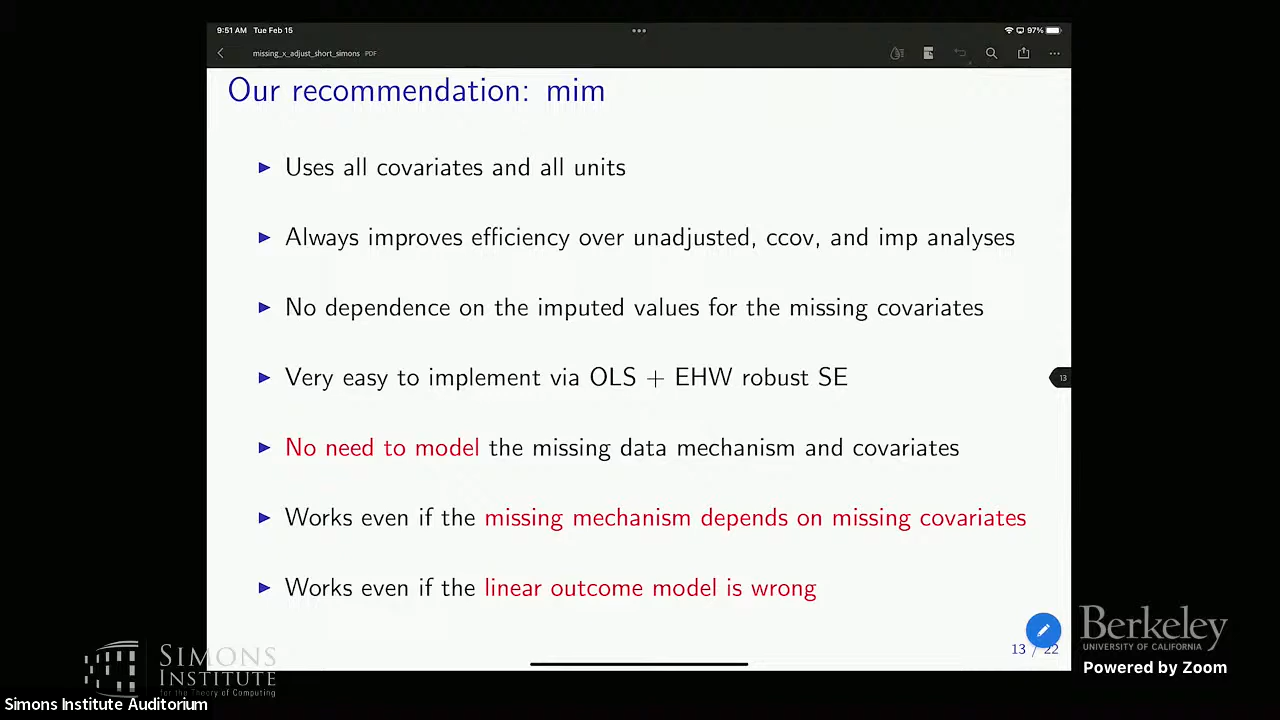 9:51 AM Tue Feb 15
97%
missing_x_adjust_short_simons PDF
Our recommendation: mim
Uses all covariates and all units
Always improves efficiency over unadjusted, ccov, and imp analyses
No dependence on the imputed values for the missing covariates
Very easy to implement via OLS + EHW robust SE
13
No need to model the missing data mechanism and covariates
Works even if the missing mechanism depends on missing covariates
Works even if the linear outcome model is wrong
13 / 22
Berkeley
UNIVERSITY OF CALIFORNIA
Powered by Zoom
SIMONS
INSTITUTE
for the Theory of Computing
Simons Institute Auditorium